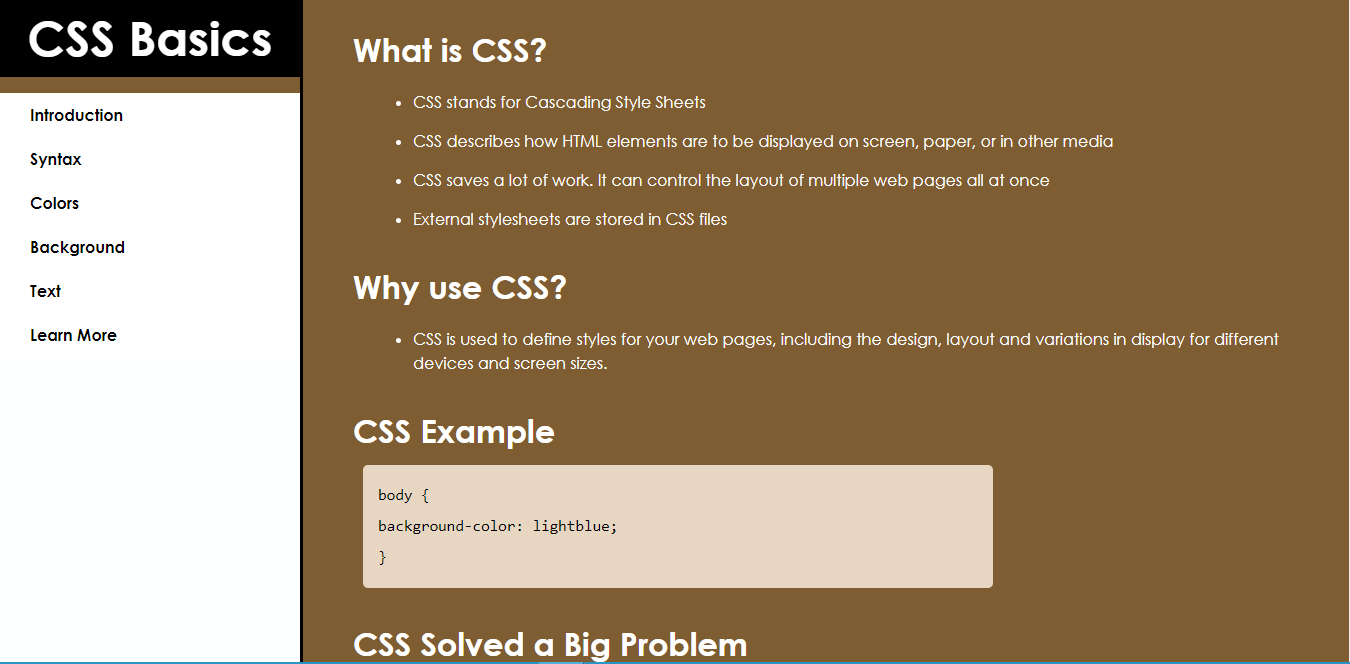 CSS Basics
Introduction
Syntax
Colors
Background
Text
Learn More
What is CSS?
CSS stands for Cascading Style Sheets
CSS describes how HTML elements are to be displayed on screen, paper, or in other media
CSS saves a lot of work. It can control the layout of multiple web pages all at once
External stylesheets are stored in CSS files
Why use CSS?
CSS is used to define styles for your web pages, including the design, layout and variations in display for different
devices and screen sizes.
CSS Example
body {
background-color: lightblue;
}
CSS Solved a Big Problem